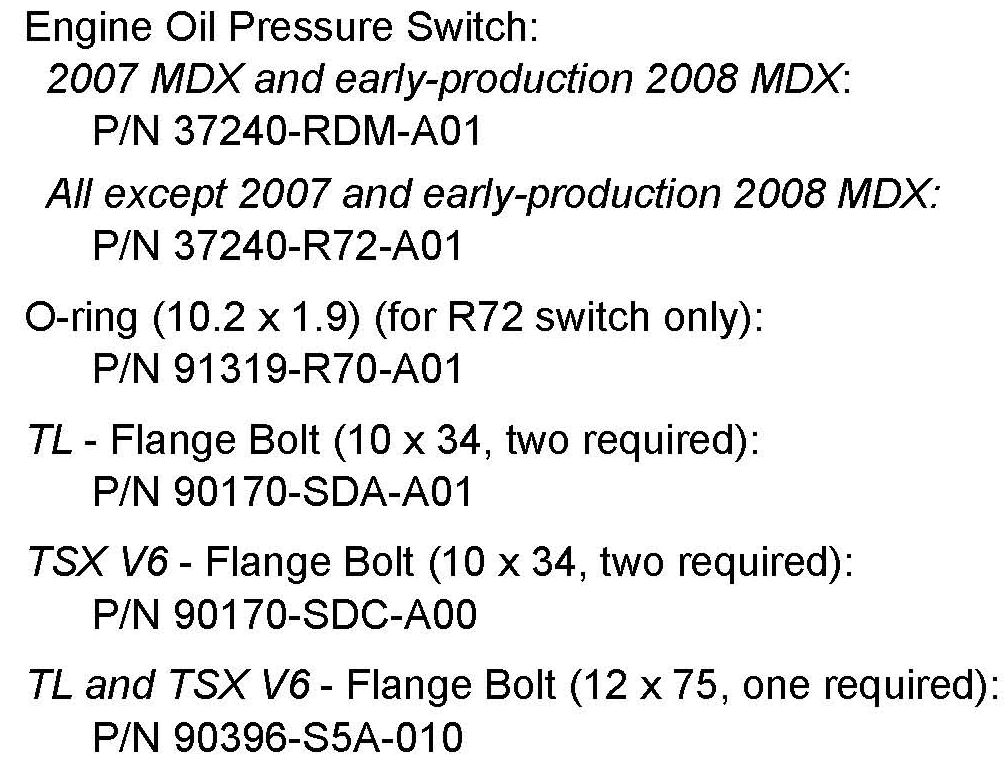 Engine Oil Pressure Switch:
2007 MDX and early-production 2008 MDX:
P/N 37240-RDM-A01
All except 2007 and early-production 2008 MDX:
P/N 37240-R72-A01
O-ring (10.2 x 1.9) (for R72 switch only):
P/N 91319-R70-A01
TL - Flange Bolt (10 x 34, two required):
P/N 90170-SDA-A01
TSX V6 - Flange Bolt (10 x 34, two required):
P/N 90170-SDC-A00
TL and TSX V6 - Flange Bolt (12 x 75, one required):
P/N 90396-S5A-010